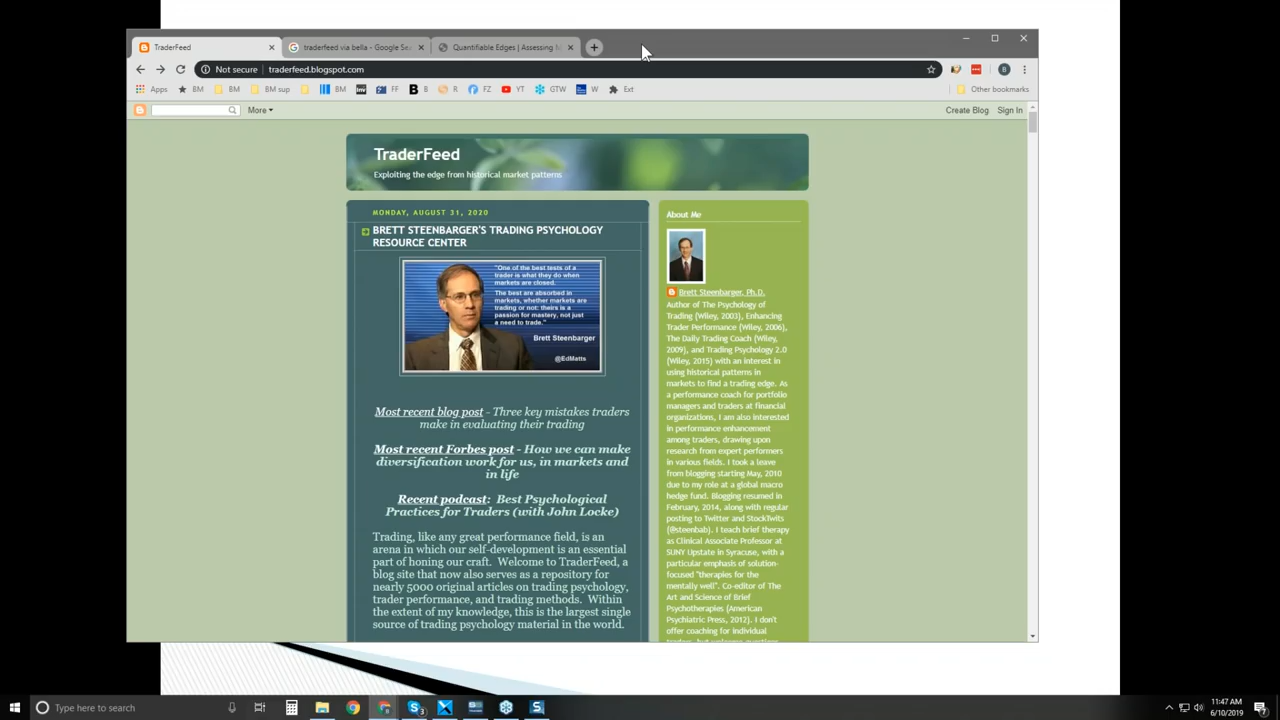 TraderFeed
traderfeed via bella - Google Sea
Quantifiable Edges | Assessing M
Not secure | traderfeed.blogspot.com
Apps BM BM BM sup BM FF B B R FZ YT GTW W Ext Other bookmarks
More Create Blog Sign In
TraderFeed
Exploiting the edge from historical market patterns
MONDAY, AUGUST 31, 2020
BRETT STEENBARGER'S TRADING PSYCHOLOGY
RESOURCE CENTER
"One of the best tests of a
trader is what they do when
markets are closed.
The best are absorbed in
markets, whether markets are
trading or not: theirs is a
passion for mastery, not just
a need to trade."
Brett Steenbarger
@EdMatts
Most recent blog post - Three key mistakes traders
make in evaluating their trading
Most recent Forbes post - How we can make
diversification work for us, in markets and
in life
Recent podcast: Best Psychological
Practices for Traders (with John Locke)
Trading, like any great performance field, is an
arena in which our self-development is an essential
part of honing our craft. Welcome to TraderFeed, a
blog site that now also serves as a repository for
nearly 5000 original articles on trading psychology,
trader performance, and trading methods. Within
the extent of my knowledge, this is the largest single
source of trading psychology material in the world.
About Me
Brett Steenbarger, Ph.D.
Author of The Psychology of
Trading (Wiley, 2003), Enhancing
Trader Performance (Wiley, 2006),
The Daily Trading Coach (Wiley,
2009), and Trading Psychology 2.0
(Wiley, 2015) with an interest in
using historical patterns in
markets to find a trading edge. As
a performance coach for portfolio
managers and traders at financial
organizations, I am also interested
in performance enhancement
among traders, drawing upon
research from expert performers
in various fields. I took a leave
from blogging starting May, 2010
due to my role at a global macro
hedge fund. Blogging resumed in
February, 2014, along with regular
posting to Twitter and StockTwits
(@steenbab). I teach brief therapy
as Clinical Associate Professor at
SUNY Upstate in Syracuse, with a
particular emphasis of solution-
focused "therapies for the
mentally well". Co-editor of The
Art and Science of Brief
Psychotherapies (American
Psychiatric Press, 2012). I don't
offer coaching for individual
Type here to search
11:47 AM
6/10/2019